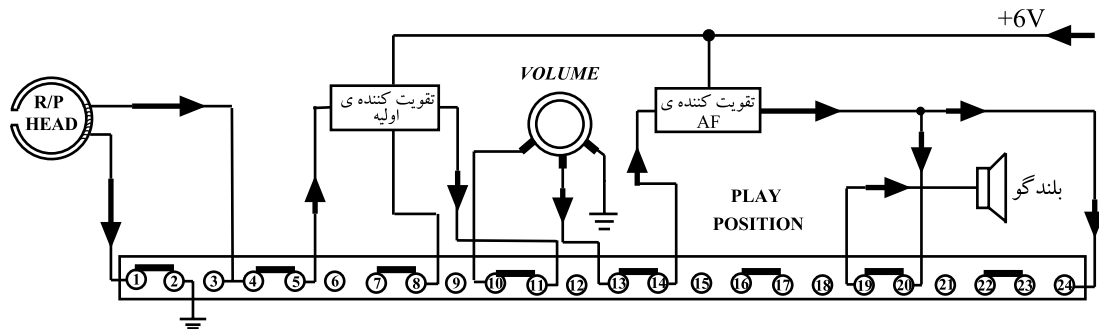 +6V
R/P
HEAD
تقویت کننده ی
اولیه
VOLUME
تقویت کننده ی
AF
PLAY
POSITION
بلندگو
1 2 3 4 5 6 7 8 9 10 11 12 13 14 15 16 17 18 19 20 21 22 23 24